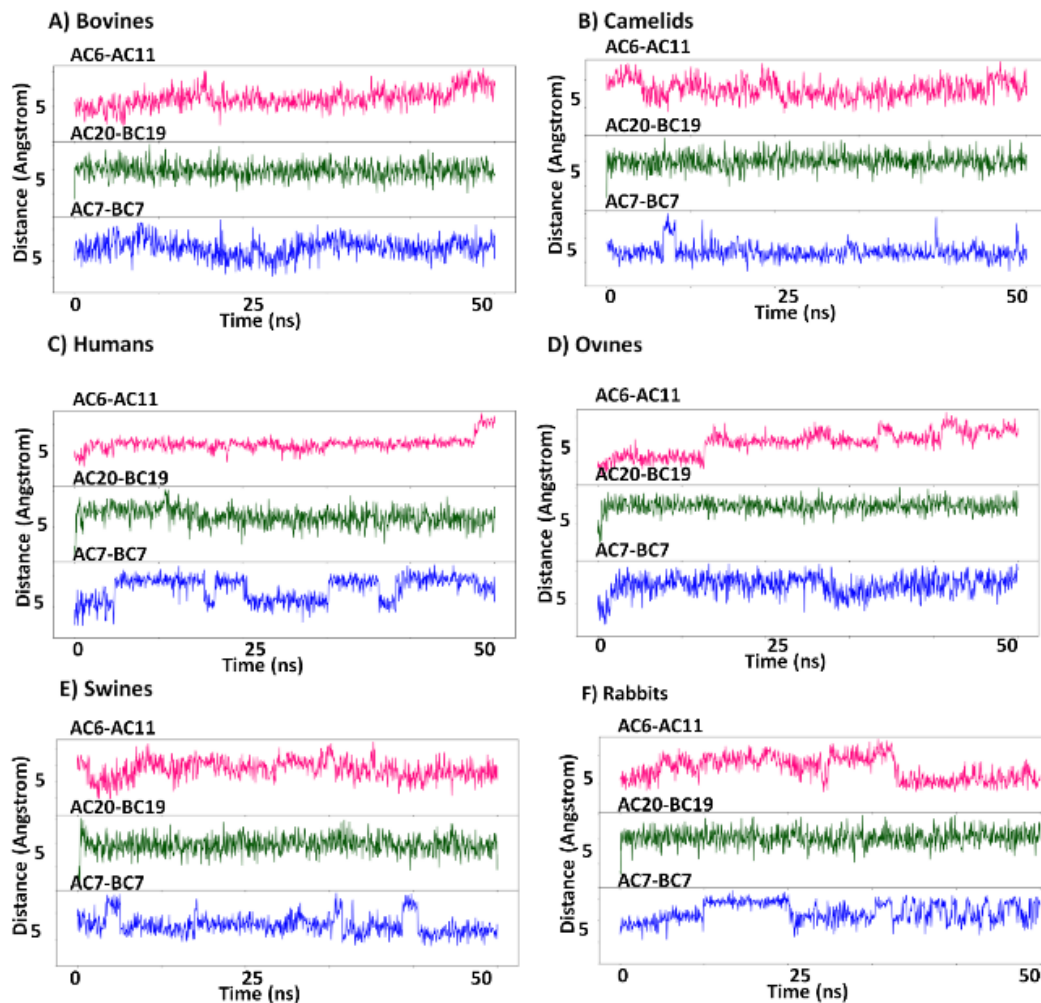 A) Bovines
AC6-AC11
5
AC20-BC19
5
AC7-BC7
5
Distance (Angstrom)
0 25 50
Time (ns)
B) Camelids
AC6-AC11
5
AC20-BC19
5
AC7-BC7
5
Distance (Angstrom)
0 25 50
Time (ns)
C) Humans
AC6-AC11
5
AC20-BC19
5
AC7-BC7
5
Distance (Angstrom)
0 25 50
Time (ns)
D) Ovines
AC6-AC11
5
AC20-BC19
5
AC7-BC7
5
Distance (Angstrom)
0 25 50
Time (ns)
E) Swines
AC6-AC11
5
AC20-BC19
5
AC7-BC7
5
Distance (Angstrom)
0 25 50
Time (ns)
F) Rabbits
AC6-AC11
5
AC20-BC19
5
AC7-BC7
5
Distance (Angstrom)
0 25 50
Time (ns)